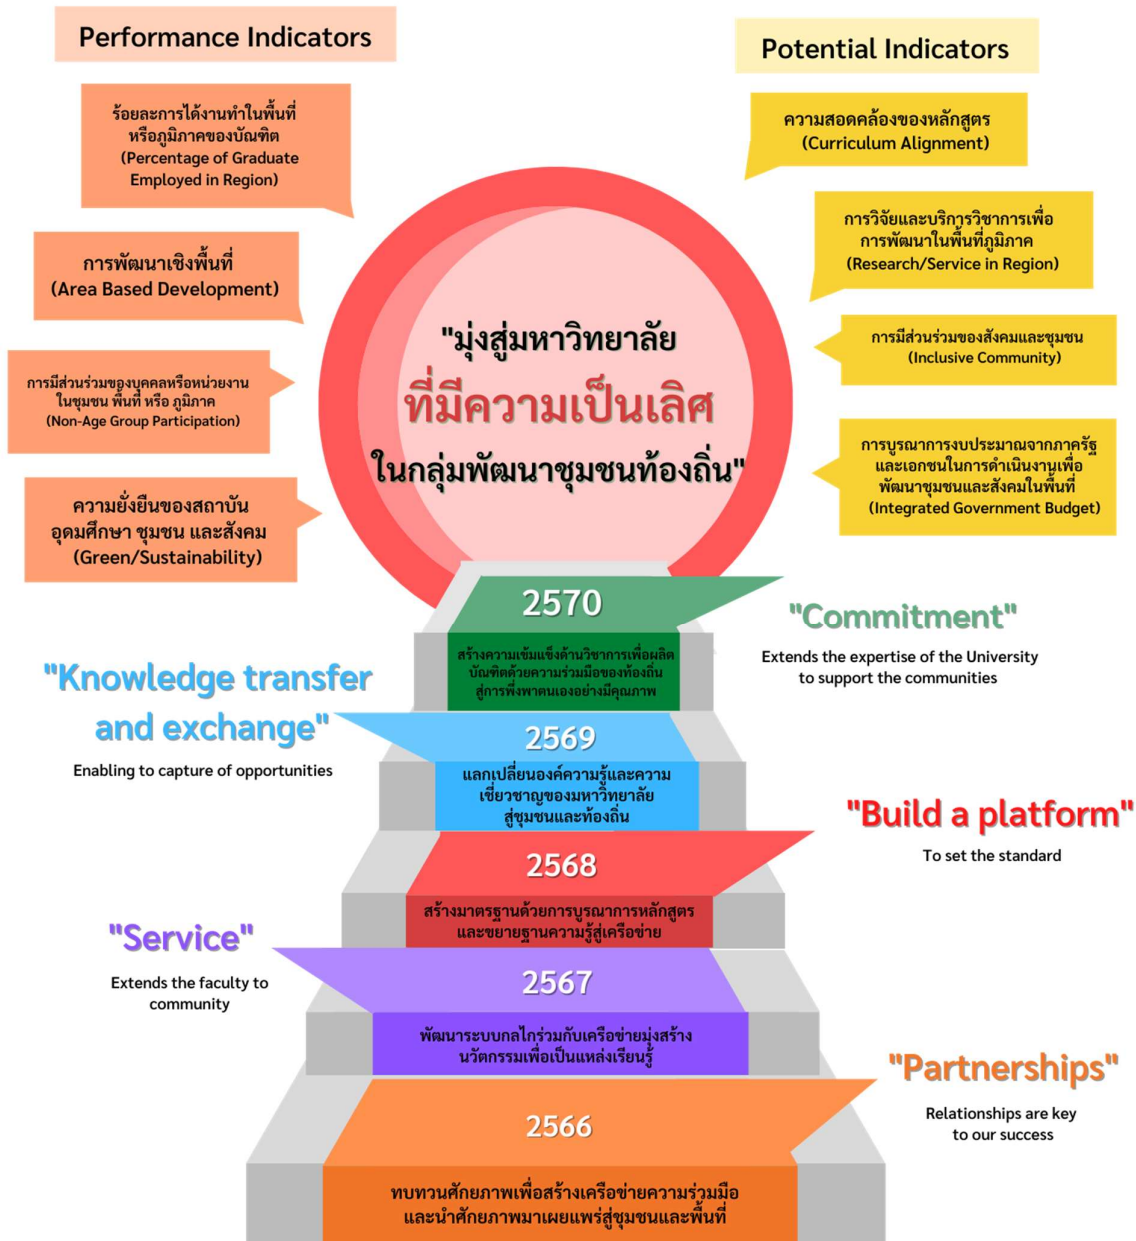 Performance Indicators
Potential Indicators
ร้อยละการได้งานทำในพื้นที่
หรือภูมิภาคของบัณฑิต
(Percentage of Graduate
Employed in Region)
การพัฒนาเชิงพื้นที่
(Area Based Development)
การมีส่วนร่วมของบุคคลหรือหน่วยงาน
ในชุมชน พื้นที่ หรือ ภูมิภาค
(Non-Age Group Participation)
ความยั่งยืนของสถาบัน
อุดมศึกษา ชุมชน และสังคม
(Green/Sustainability)
ความสอดคล้องของหลักสูตร
(Curriculum Alignment)
การวิจัยและบริการวิชาการเพื่อ
การพัฒนาในพื้นที่ภูมิภาค
(Research/Service in Region)
การมีส่วนร่วมของสังคมและชุมชน
(Inclusive Community)
การบูรณาการงบประมาณจากภาครัฐ
และเอกชนในการดำเนินงานเพื่อ
พัฒนาชุมชนและสังคมในพื้นที่
(Integrated Government Budget)
"มุ่งสู่มหาวิทยาลัย
ที่มีความเป็นเลิศ
ในกลุ่มพัฒนาชุมชนท้องถิ่น"
2570
สร้างความเข้มแข็งด้านวิชาการเพื่อผลิต
บัณฑิตด้วยความร่วมมือของท้องถิ่น
สู่การพึ่งพาตนเองอย่างมีคุณภาพ
"Commitment"
Extends the expertise of the University
to support the communities
"Knowledge transfer
and exchange"
Enabling to capture of opportunities
2569
แลกเปลี่ยนองค์ความรู้และความ
เชี่ยวชาญของมหาวิทยาลัย
สู่ชุมชนและท้องถิ่น
"Build a platform"
To set the standard
2568
สร้างมาตรฐานด้วยการบูรณาการหลักสูตร
และขยายฐานความรู้สู่เครือข่าย
"Service"
Extends the faculty to
community
2567
พัฒนาระบบกลไกร่วมกับเครือข่ายมุ่งสร้าง
นวัตกรรมเพื่อเป็นแหล่งเรียนรู้
"Partnerships"
Relationships are key
to our success
2566
ทบทวนศักยภาพเพื่อสร้างเครือข่ายความร่วมมือ
และนำศักยภาพมาเผยแพร่สู่ชุมชนและพื้นที่